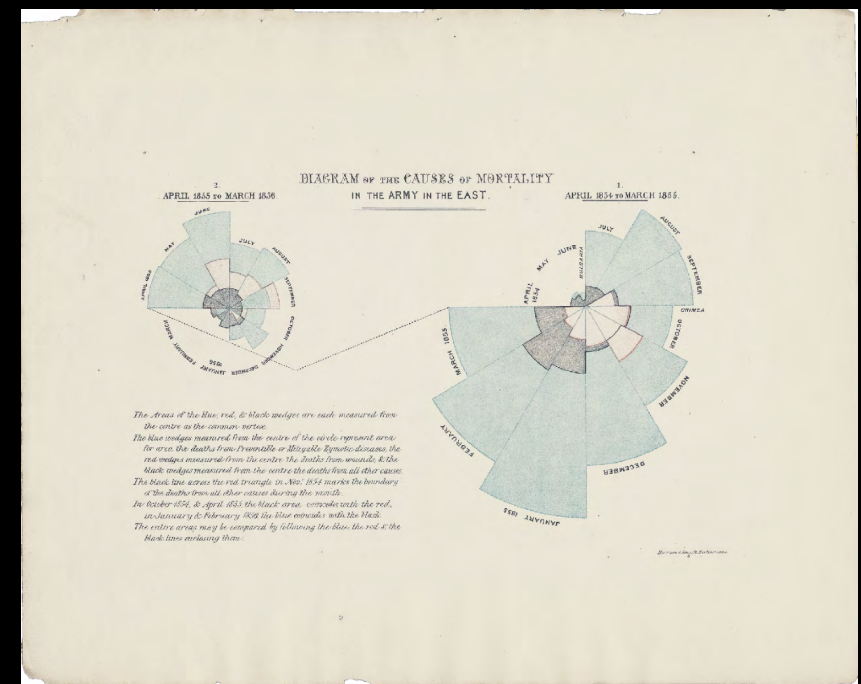 DIAGRAM OF THE CAUSES OF MORTALITY
IN THE ARMY IN THE EAST.
2.
APRIL 1855 TO MARCH 1856.
1.
APRIL 1854 TO MARCH 1855.
APRIL 1855
MAY
JUNE
JULY
AUGUST
SEPTEMBER
OCTOBER
NOVEMBER
DECEMBER
JANUARY
1856
FEBRUARY
MARCH
APRIL
1854
MAY
JUNE
BULGARIA
JULY
AUGUST
SEPTEMBER
CRIMEA
OCTOBER
NOVEMBER
DECEMBER
JANUARY 1855
FEBRUARY
MARCH 1855
The Areas of the blue, red, & black wedges are each measured from
the centre as the common vertex.
The blue wedges measured from the centre of the circle represent area
for area the deaths from Preventible or Mitigable Zymotic diseases, the
red wedges measured from the centre the deaths from wounds, & the
black wedges measured from the centre the deaths from all other causes.
The black line across the red triangle in Nov.r 1854 marks the boundary
of the deaths from all other causes during the month.
In October 1854, & April 1855, the black area coincides with the red,
in January & February 1856, the blue coincides with the black.
The entire areas may be compared by following the blue, the red & the
black lines enclosing them.